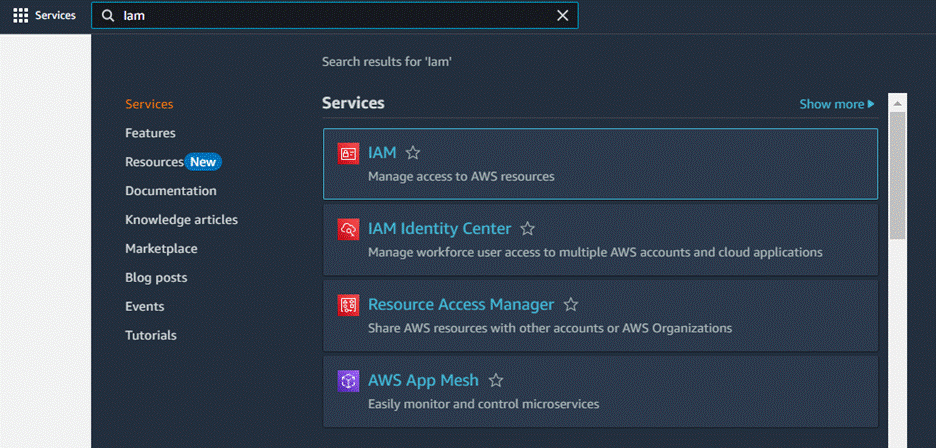 Services
Iam
Search results for 'Iam'
Services
Features
Resources New
Documentation
Knowledge articles
Marketplace
Blog posts
Events
Tutorials
Services
Show more
IAM
Manage access to AWS resources
IAM Identity Center
Manage workforce user access to multiple AWS accounts and cloud applications
Resource Access Manager
Share AWS resources with other accounts or AWS Organizations
AWS App Mesh
Easily monitor and control microservices